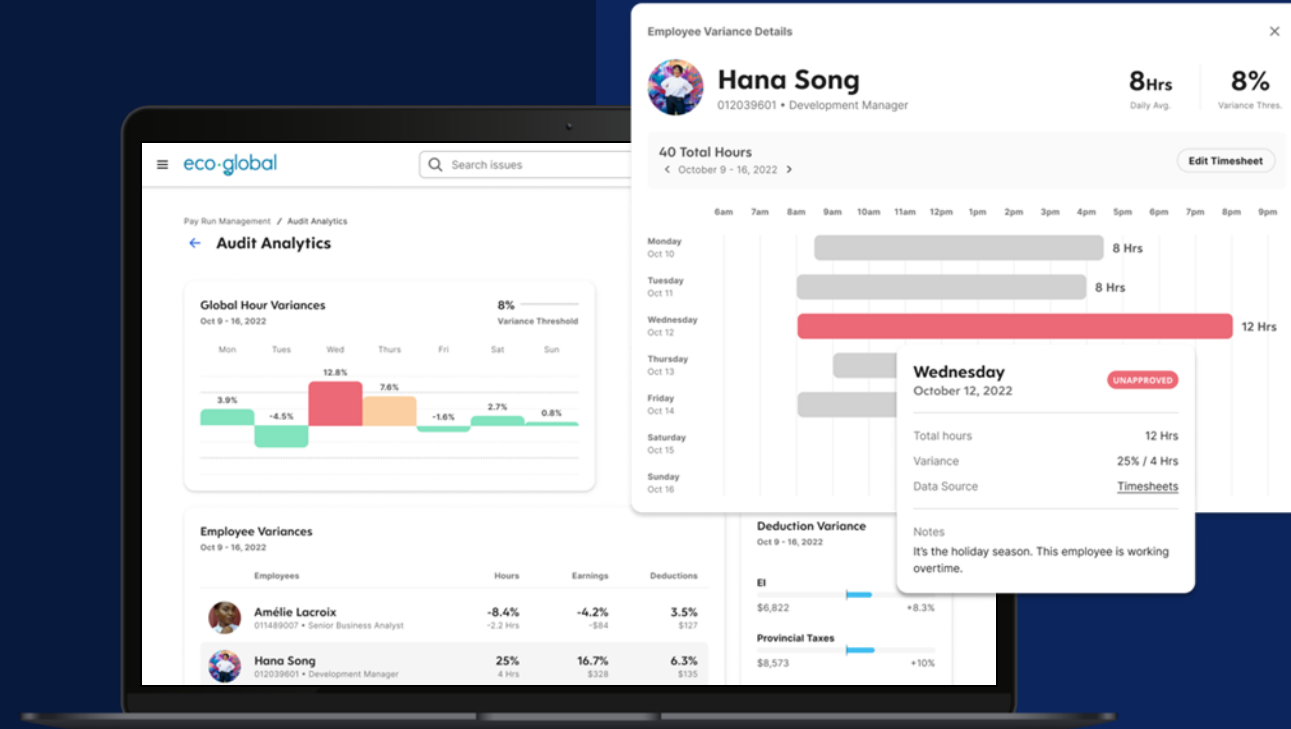 Employee Variance Details
Hana Song
012039601 • Development Manager
8Hrs
Daily Avg.
8%
Variance Thres.
40 Total Hours
October 9 - 16, 2022
Edit Timesheet
6am 7am 8am 9am 10am 11am 12pm 1pm 2pm 3pm 4pm 5pm 6pm 7pm 8pm 9pm
Monday
Oct 10
8 Hrs
Tuesday
Oct 11
8 Hrs
Wednesday
Oct 12
12 Hrs
Thursday
Oct 13
Friday
Oct 14
Saturday
Oct 15
Sunday
Oct 16
Wednesday
October 12, 2022
UNAPPROVED
Total hours 12 Hrs
Variance 25% / 4 Hrs
Data Source Timesheets
Notes
It's the holiday season. This employee is working
overtime.
eco·global
Search issues
Pay Run Management / Audit Analytics
Audit Analytics
Global Hour Variances
Oct 9 - 16, 2022
8%
Variance Threshold
Mon Tues Wed Thurs Fri Sat Sun
3.9% -4.5% 12.8% 7.6% -1.6% 2.7% 0.8%
Employee Variances
Oct 9 - 16, 2022
Employees Hours Earnings Deductions
Amélie Lacroix -8.4% -4.2% 3.5%
011489007 • Senior Business Analyst -2.2 Hrs -$84 $127
Hana Song 25% 16.7% 6.3%
012039601 • Development Manager 4 Hrs $328 $135
Deduction Variance
Oct 9 - 16, 2022
EI
$6,822 +8.3%
Provincial Taxes
$8,573 +10%